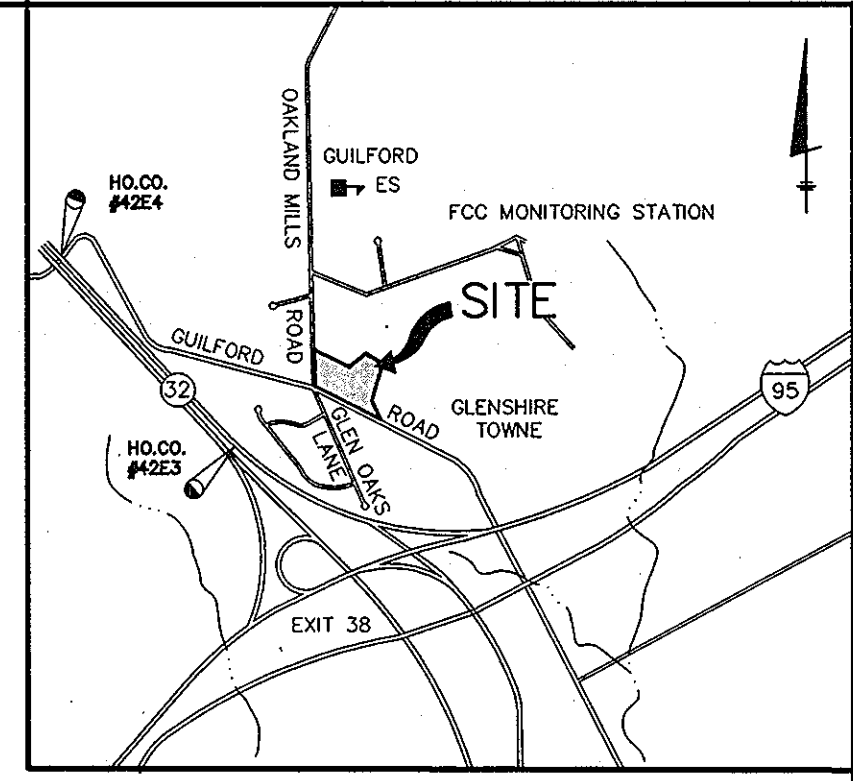 OAKLAND MILLS
ROAD
GUILFORD
ES
HO.CO.
#42E4
FCC MONITORING STATION
SITE
GUILFORD
ROAD
32
95
GLENSHIRE
TOWNE
GLEN OAKS
LANE
HO.CO.
#42E3
EXIT 38